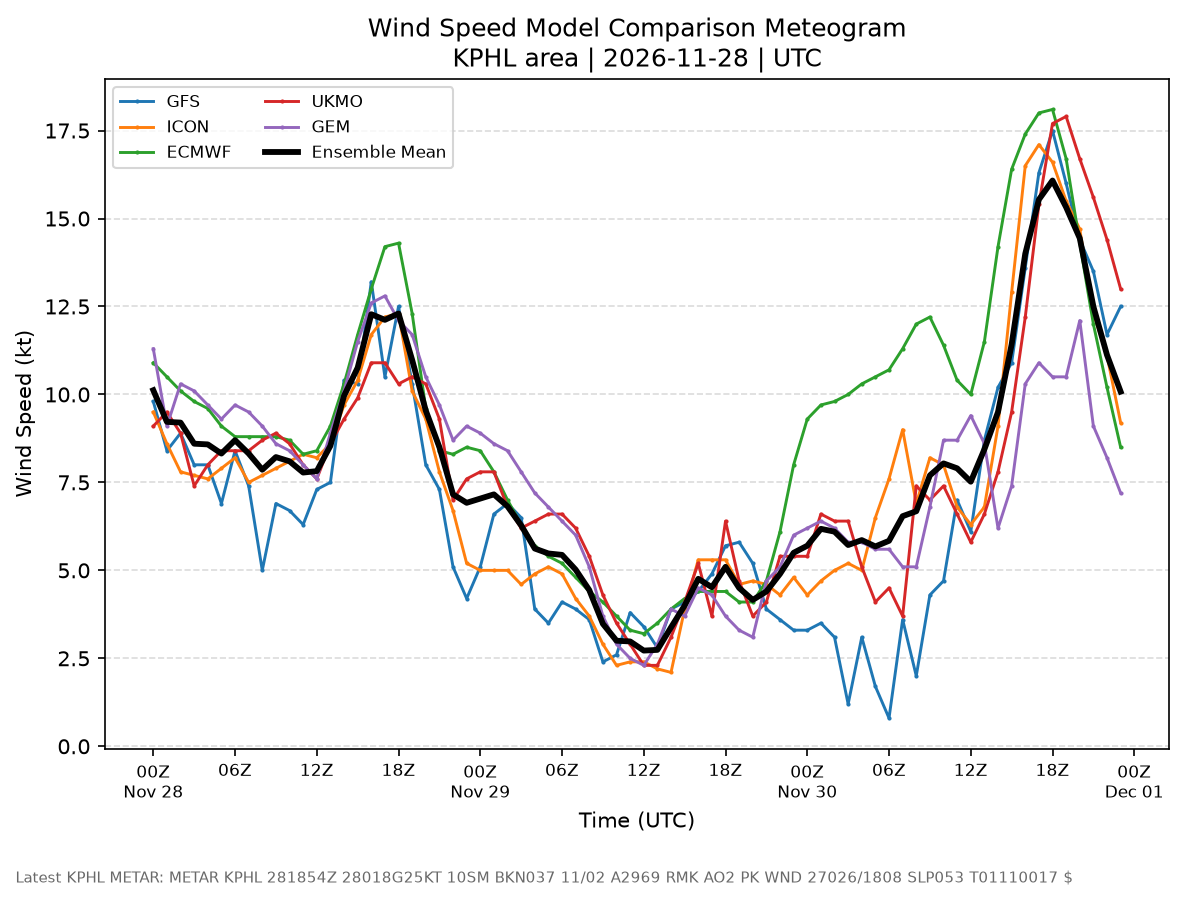 Wind Speed Model Comparison Meteogram
KPHL area | 2026-11-28 | UTC
GFS
ICON
ECMWF
UKMO
GEM
Ensemble Mean
Wind Speed (kt)
17.5
15.0
12.5
10.0
7.5
5.0
2.5
0.0
00Z 06Z 12Z 18Z 00Z 06Z 12Z 18Z 00Z 06Z 12Z 18Z 00Z
Nov 28 Nov 29 Nov 30 Dec 01
Time (UTC)
Latest KPHL METAR: METAR KPHL 281854Z 28018G25KT 10SM BKN037 11/02 A2969 RMK AO2 PK WND 27026/1808 SLP053 T01110017 $